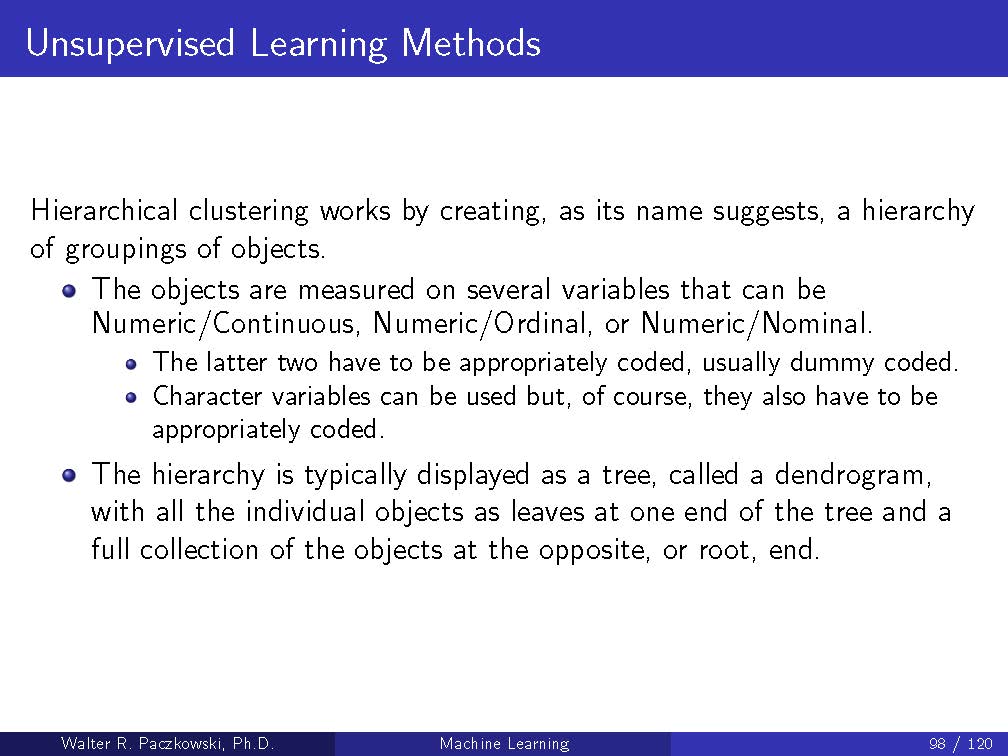 Unsupervised Learning Methods
Hierarchical clustering works by creating, as its name suggests, a hierarchy
of groupings of objects.
The objects are measured on several variables that can be
Numeric/Continuous, Numeric/Ordinal, or Numeric/Nominal.
The latter two have to be appropriately coded, usually dummy coded.
Character variables can be used but, of course, they also have to be
appropriately coded.
The hierarchy is typically displayed as a tree, called a dendrogram,
with all the individual objects as leaves at one end of the tree and a
full collection of the objects at the opposite, or root, end.
Walter R. Paczkowski, Ph.D. Machine Learning 98 / 120